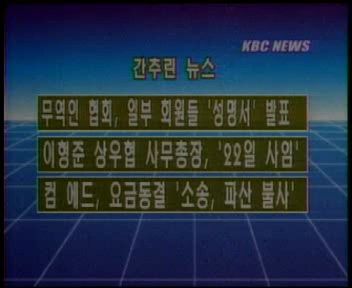 KBC NEWS
간추린 뉴스
무역인 협회, 일부 회원들 '성명서' 발표
이형준 상우협 사무총장, '22일 사임'
컴 에드, 요금동결 '소송, 파산 불사'